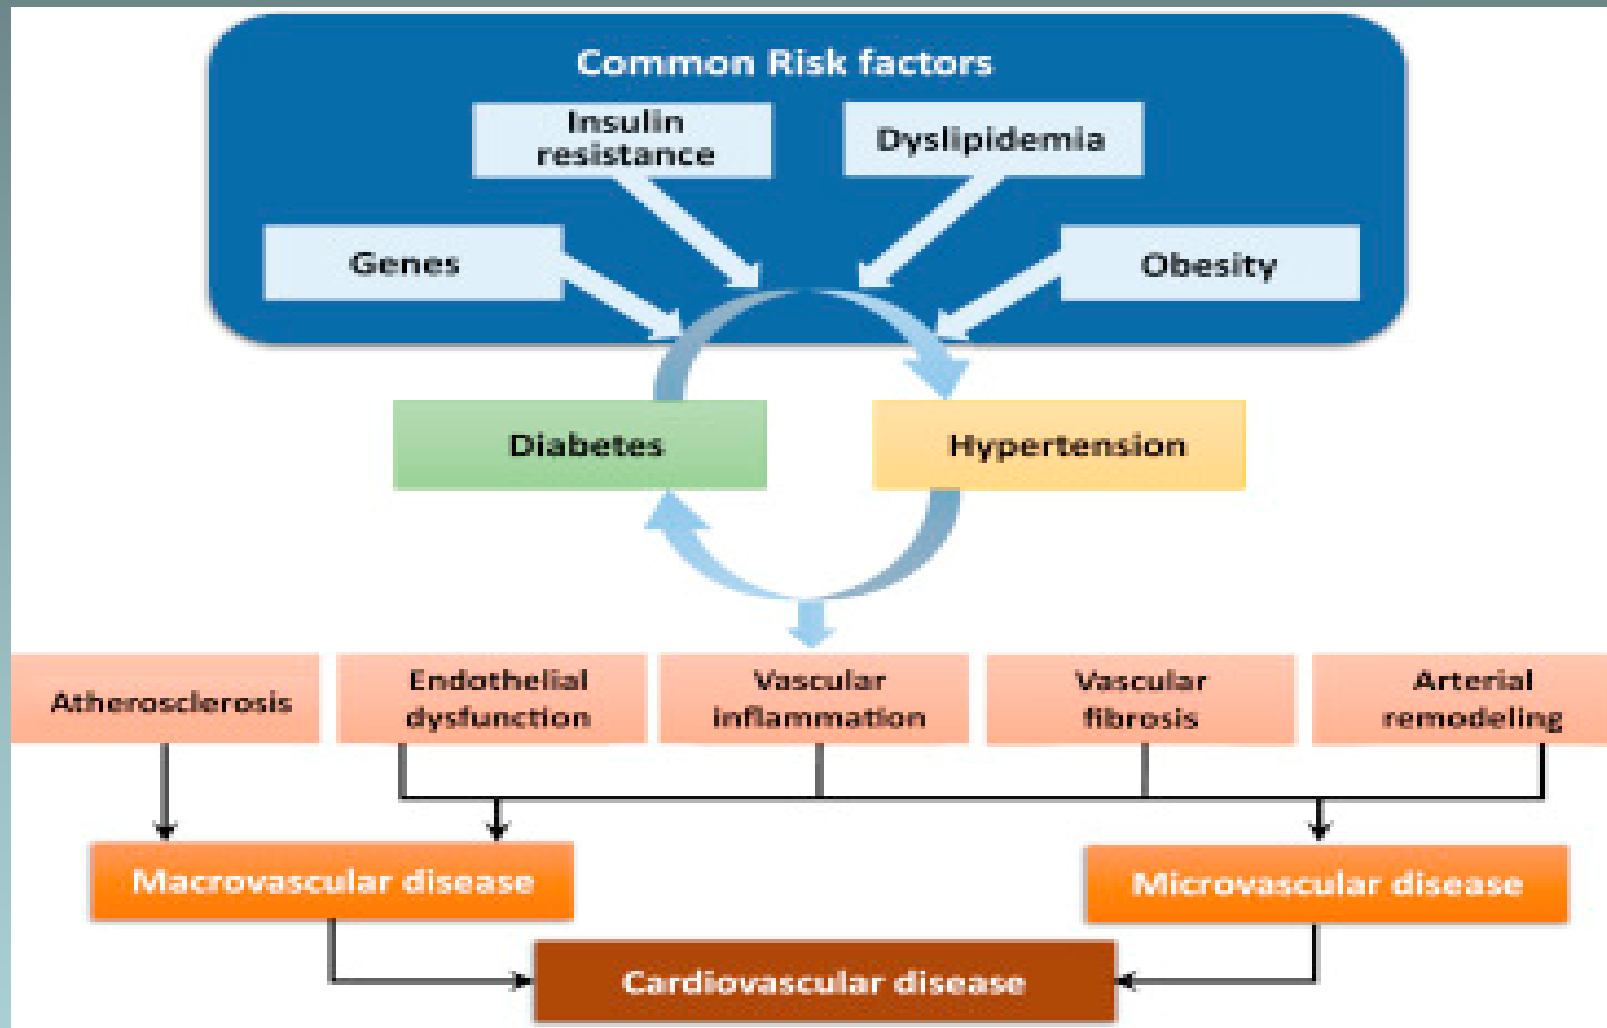 Common Risk factors
Insulin
resistance
Dyslipidemia
Genes
Obesity
Diabetes
Hypertension
Atherosclerosis
Endothelial
dysfunction
Vascular
inflammation
Vascular
fibrosis
Arterial
remodeling
Macrovascular disease
Microvascular disease
Cardiovascular disease